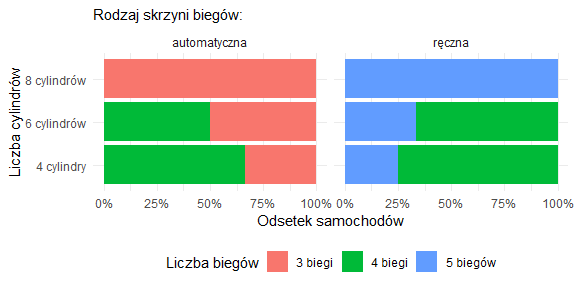 Rodzaj skrzyni biegów:
automatyczna ręczna
Liczba cylindrów
8 cylindrów
6 cylindrów
4 cylindry
0% 25% 50% 75% 100% 0% 25% 50% 75% 100%
Odsetek samochodów
Liczba biegów 3 biegi 4 biegi 5 biegów